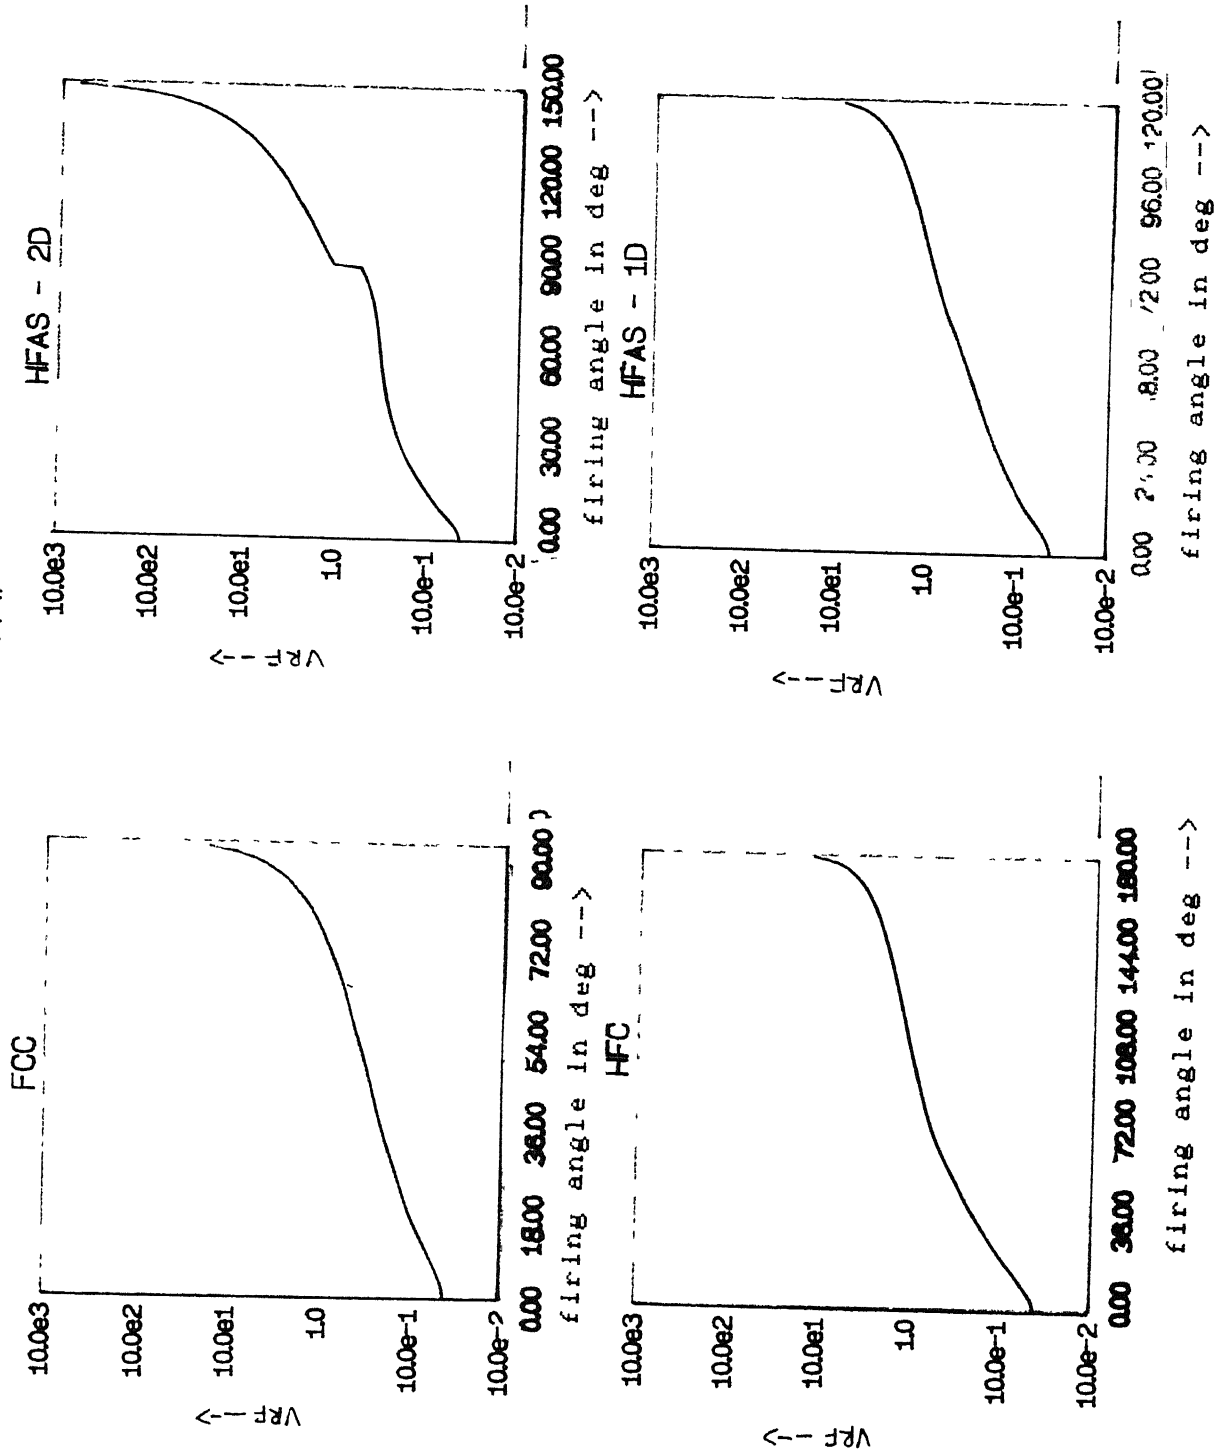 FCC
10.0e3
10.0e2
10.0e1
1.0
10.0e-1
10.0e-2
VRF -->
0.00 18.00 36.00 54.00 72.00 90.00
firing angle in deg -->
HFAS - 2D
10.0e3
10.0e2
10.0e1
1.0
10.0e-1
10.0e-2
VRF -->
0.00 30.00 60.00 90.00 120.00 150.00
firing angle in deg -->
HFC
10.0e3
10.0e2
10.0e1
1.0
10.0e-1
10.0e-2
VRF -->
0.00 36.00 72.00 108.00 144.00 180.00
firing angle in deg -->
HFAS - 1D
10.0e3
10.0e2
10.0e1
1.0
10.0e-1
10.0e-2
VRF -->
0.00 96.00 120.00
firing angle in deg -->